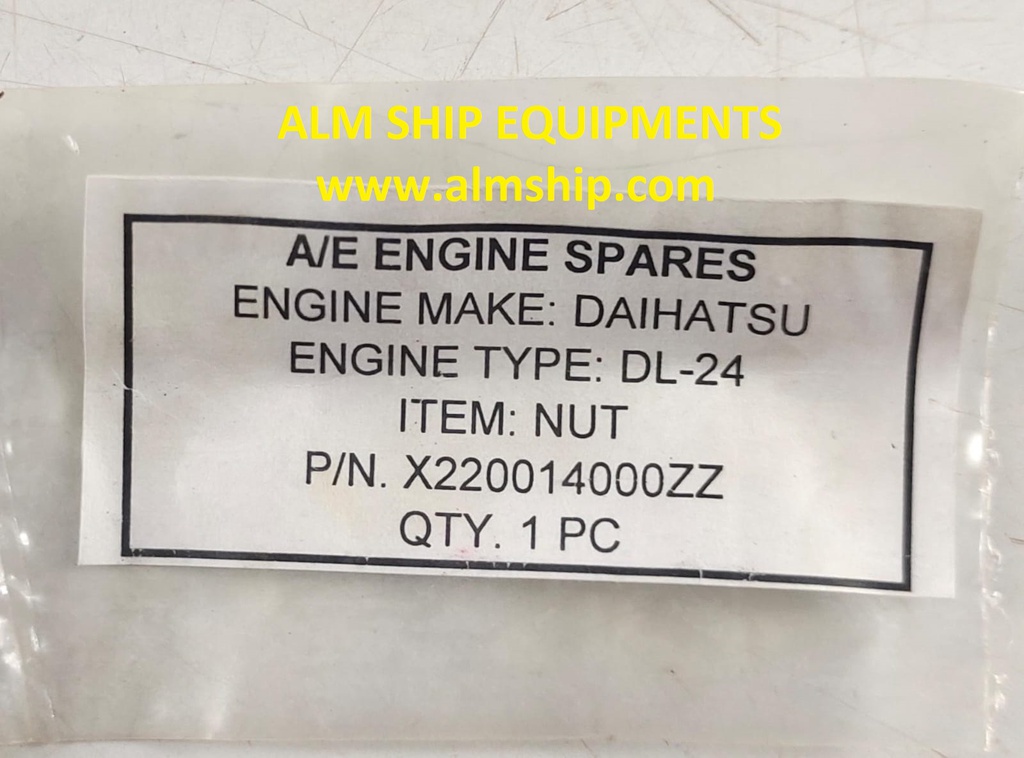 ALM SHIP EQUIPMENTS
www.almship.com
A/E ENGINE SPARES
ENGINE MAKE: DAIHATSU
ENGINE TYPE: DL-24
ITEM: NUT
P/N. X220014000ZZ
QTY. 1 PC